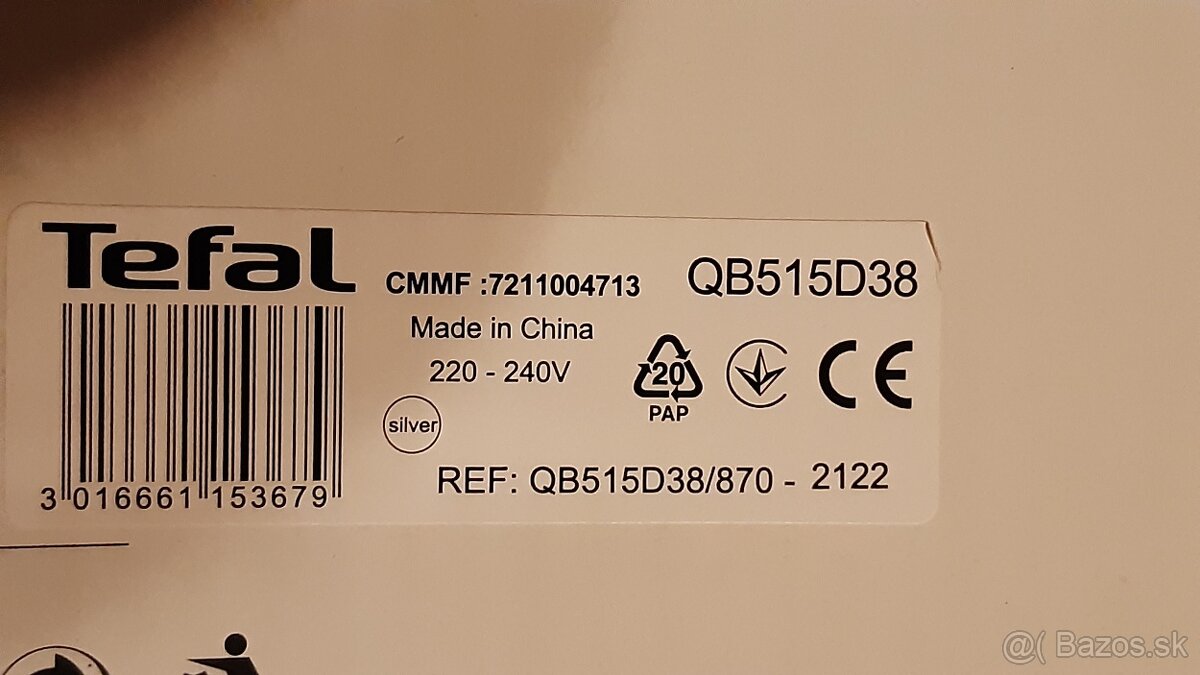 Tefal
CMMF :7211004713
QB515D38
Made in China
220 - 240V
20
PAP
CE
silver
REF: QB515D38/870 - 2122
3 016661 153679
@( Bazos.sk